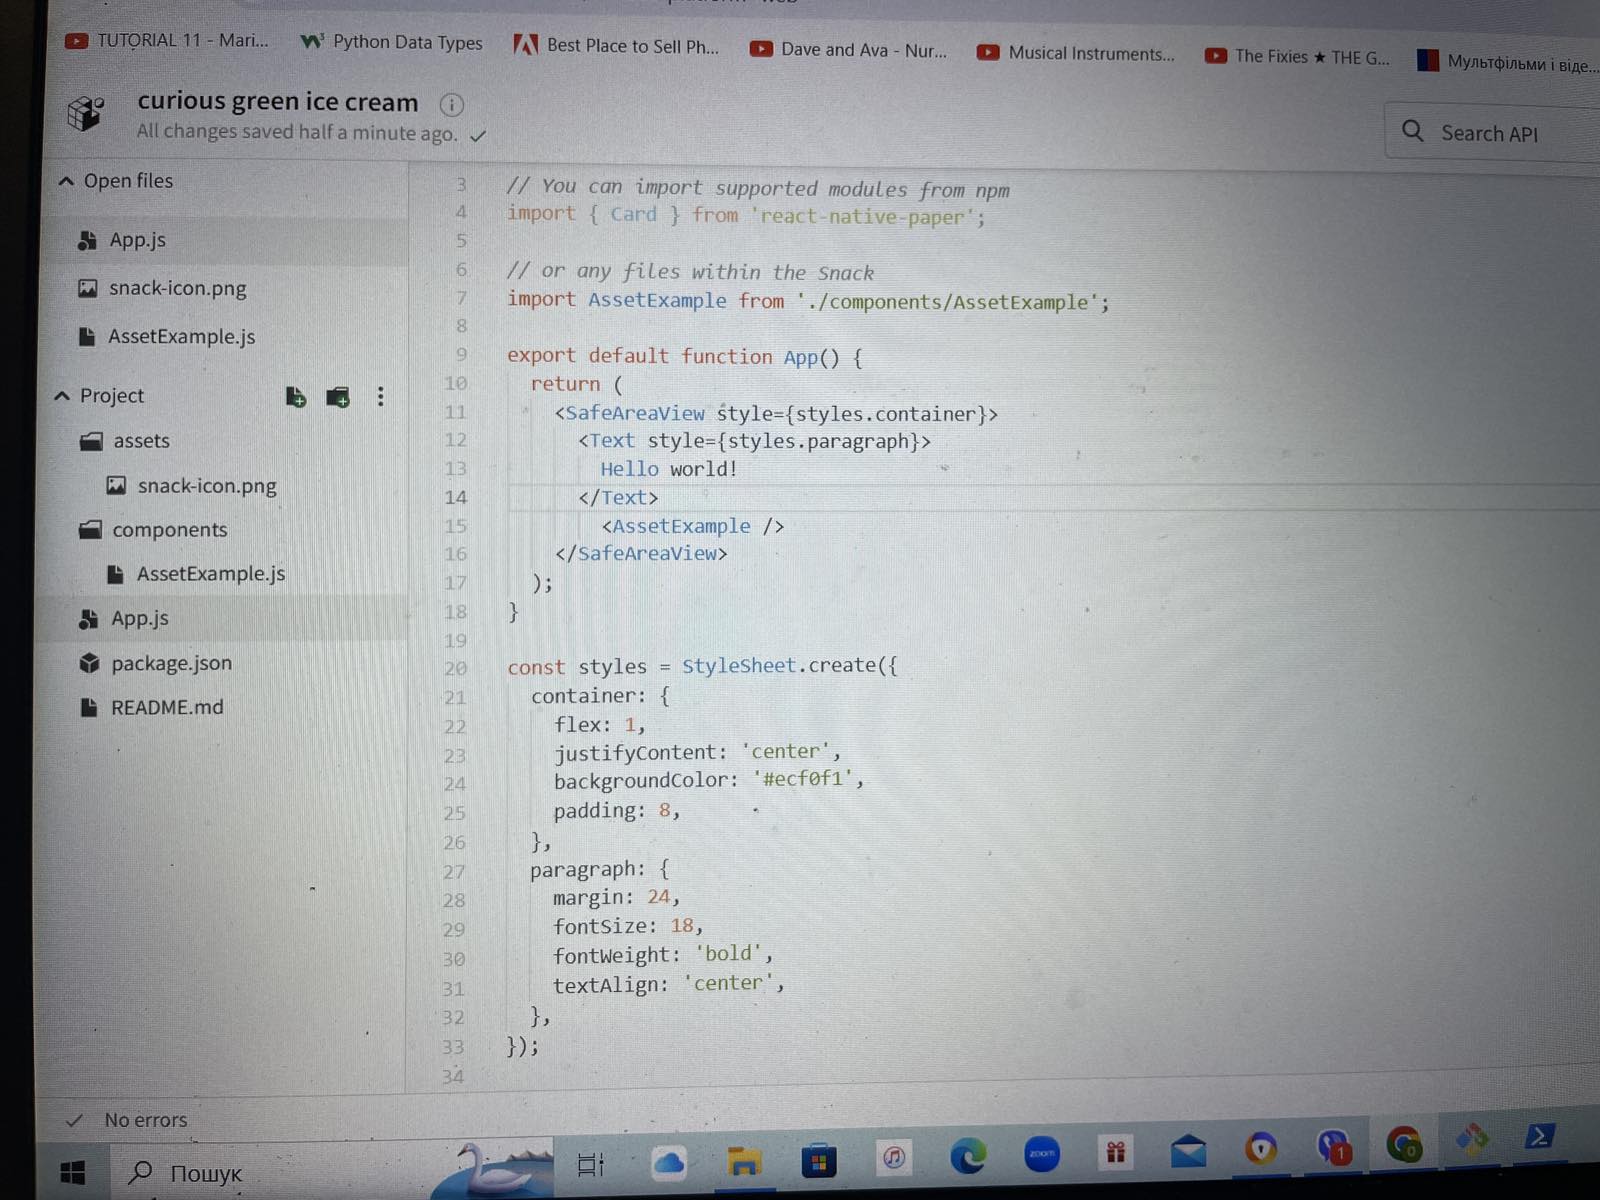 TUTORIAL 11 - Mari...
Python Data Types
Best Place to Sell Ph...
Dave and Ava - Nur...
Musical Instruments...
The Fixies ★ THE G...
Мультфільми і віде...
curious green ice cream
All changes saved half a minute ago.
Search API
Open files
App.js
snack-icon.png
AssetExample.js
Project
assets
snack-icon.png
components
AssetExample.js
App.js
package.json
README.md
3 // You can import supported modules from npm
4 import { Card } from 'react-native-paper';
5
6 // or any files within the Snack
7 import AssetExample from './components/AssetExample';
8
9 export default function App() {
10 return (
11 <SafeAreaView style={styles.container}>
12 <Text style={styles.paragraph}>
13 Hello world!
14 </Text>
15 <AssetExample />
16 </SafeAreaView>
17 );
18 }
19
20 const styles = StyleSheet.create({
21 container: {
22 flex: 1,
23 justifyContent: 'center',
24 backgroundColor: '#ecf0f1',
25 padding: 8,
26 },
27 paragraph: {
28 margin: 24,
29 fontSize: 18,
30 fontWeight: 'bold',
31 textAlign: 'center',
32 },
33 });
34
No errors
Пошук
zoom
1
0